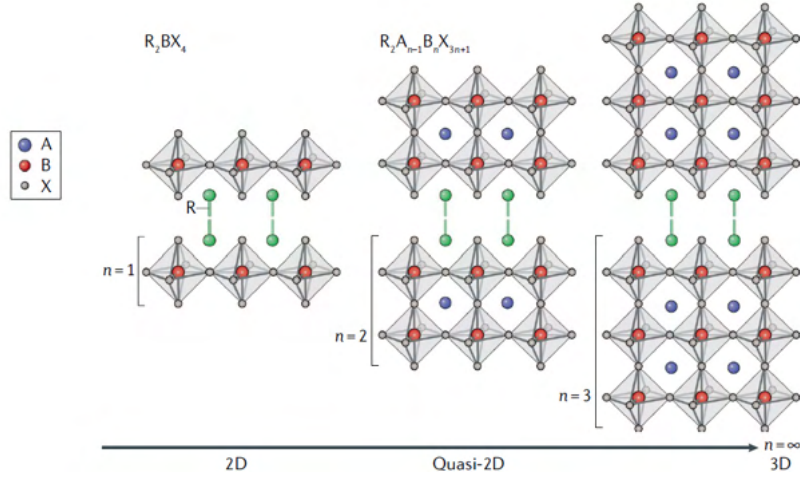 R₂BX₄
R₂Aₙ₋₁BₙX₃ₙ₊₁
A
B
X
R
n = 1
n = 2
n = 3
n = ∞
2D
Quasi-2D
3D